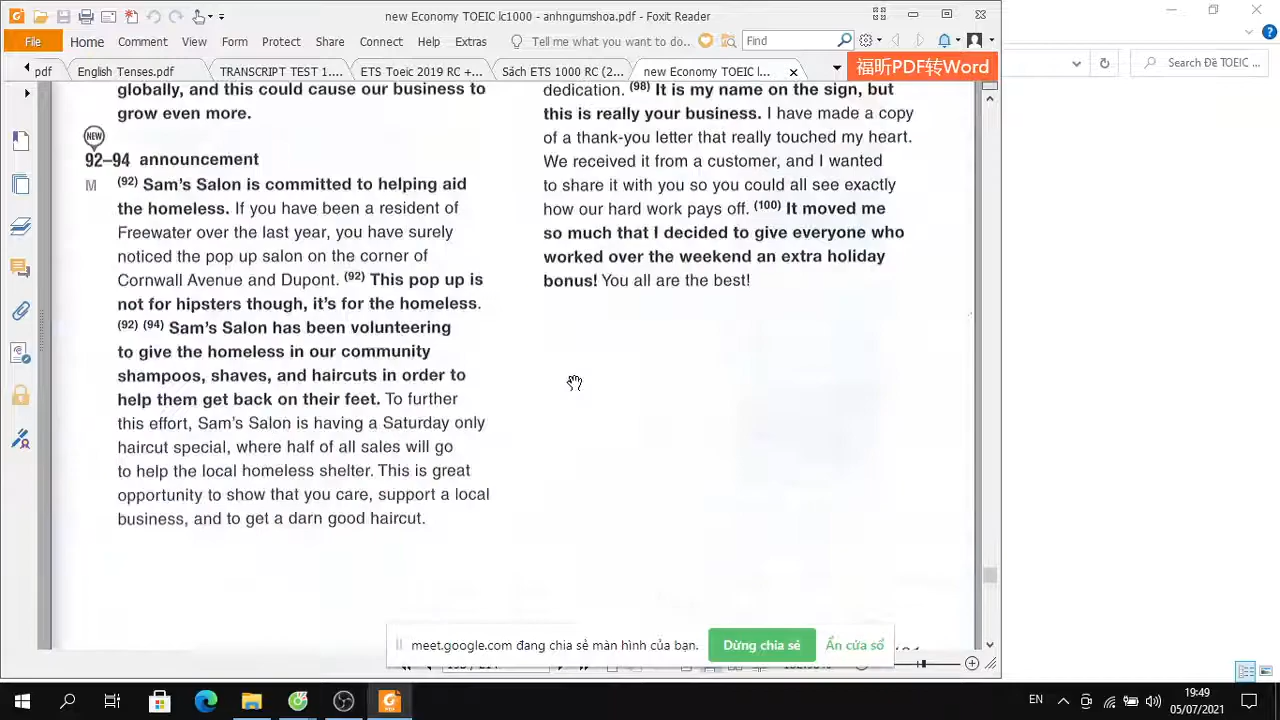 new Economy TOEIC lc1000 - anhngumshoa.pdf - Foxit Reader
File Home Comment View Form Protect Share Connect Help Extras Tell me what you want to do.. Find
pdf English Tenses.pdf TRANSCRIPT TEST 1.... ETS Toeic 2019 RC +... Sách ETS 1000 RC (2... new Economy TOEIC l... 福昕PDF转Word
Search Đề TOEIC ...
globally, and this could cause our business to
grow even more.
NEW
92–94 announcement
M (92) Sam's Salon is committed to helping aid
the homeless. If you have been a resident of
Freewater over the last year, you have surely
noticed the pop up salon on the corner of
Cornwall Avenue and Dupont. (92) This pop up is
not for hipsters though, it's for the homeless.
(92) (94) Sam's Salon has been volunteering
to give the homeless in our community
shampoos, shaves, and haircuts in order to
help them get back on their feet. To further
this effort, Sam's Salon is having a Saturday only
haircut special, where half of all sales will go
to help the local homeless shelter. This is great
opportunity to show that you care, support a local
business, and to get a darn good haircut.
dedication. (98) It is my name on the sign, but
this is really your business. I have made a copy
of a thank-you letter that really touched my heart.
We received it from a customer, and I wanted
to share it with you so you could all see exactly
how our hard work pays off. (100) It moved me
so much that I decided to give everyone who
worked over the weekend an extra holiday
bonus! You all are the best!
meet.google.com đang chia sẻ màn hình của bạn. Dừng chia sẻ Ẩn cửa sổ
EN
19:49
05/07/2021